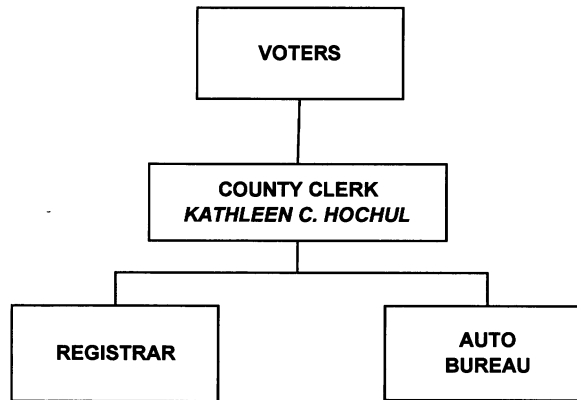 VOTERS
COUNTY CLERK
KATHLEEN C. HOCHUL
REGISTRAR
AUTO
BUREAU